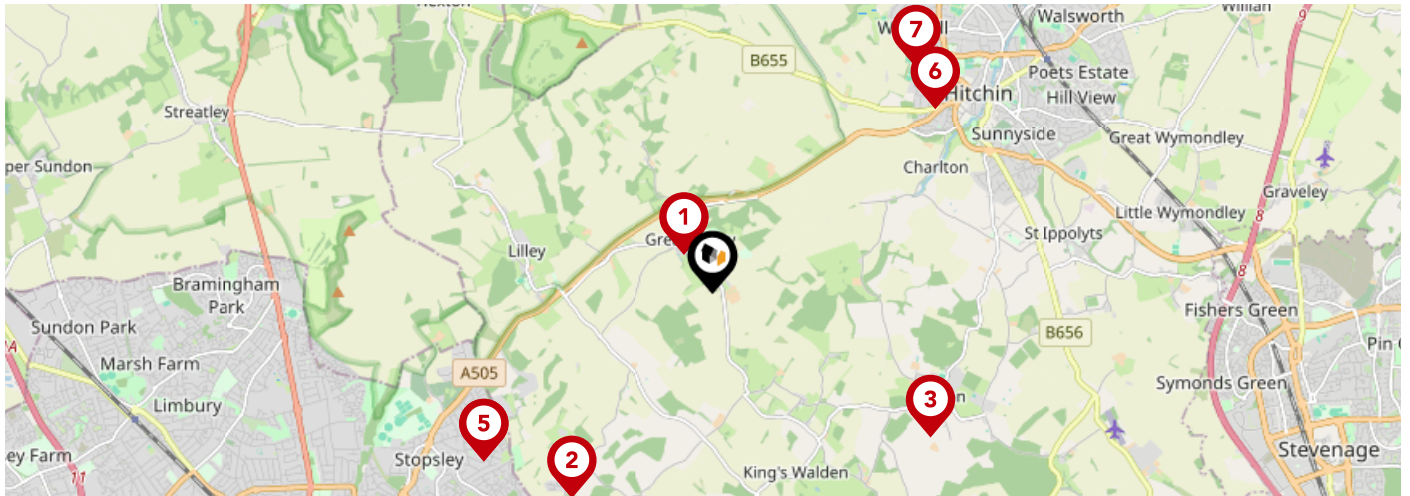 Walsworth
7
B655
6
Poets Estate
Hitchin
Hill View
Streatley
Sunnyside
Great Wymondley
per Sundon
Charlton
9
Graveley
1
Little Wymondley
8
St Ippolyts
Lilley
8
Bramingham
Park
Fishers Green
Sundon Park
B656
A
Marsh Farm
A505
Symonds Green
Limbury
3
n
5
ey Farm
Stopsley
2
King's Walden
Stevenage
11